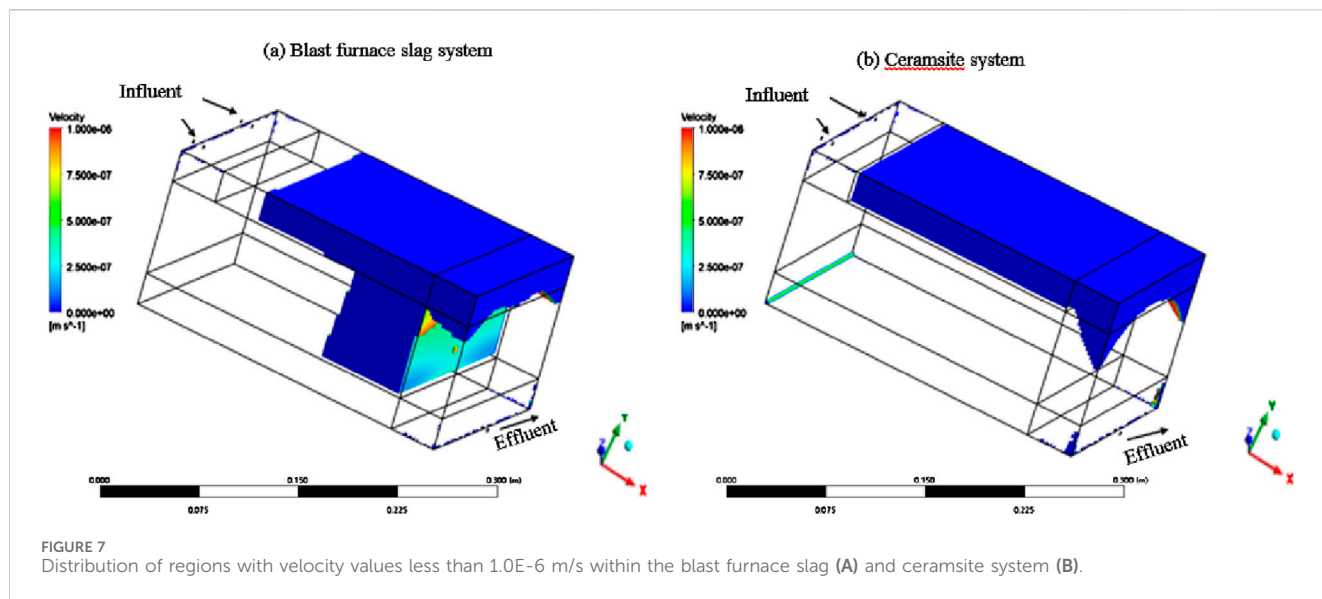 (a) Blast furnace slag system
(b) Ceramsite system
Influent
Velocity
1.000e-06
7.500e-07
5.000e-07
2.500e-07
0.000e+00
[m s^-1]
Effluent
Y
Z
X
0.000
0.150
0.300 (m)
0.075
0.225
Influent
Velocity
1.000e-06
7.500e-07
5.000e-07
2.500e-07
0.000e+00
[m s^-1]
Effluent
Y
Z
X
0.000
0.150
0.300 (m)
0.075
0.225
FIGURE 7
Distribution of regions with velocity values less than 1.0E-6 m/s within the blast furnace slag (A) and ceramsite system (B).